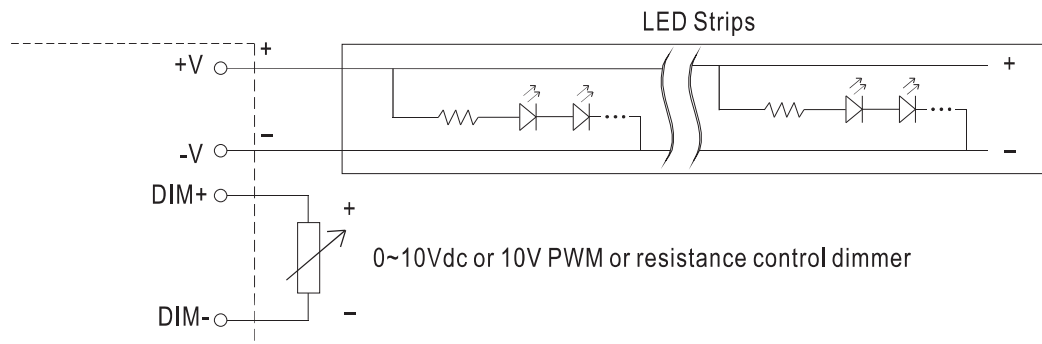 LED Strips
+
+V
+
-
-V
-
DIM+
+
0~10Vdc or 10V PWM or resistance control dimmer
DIM-
-